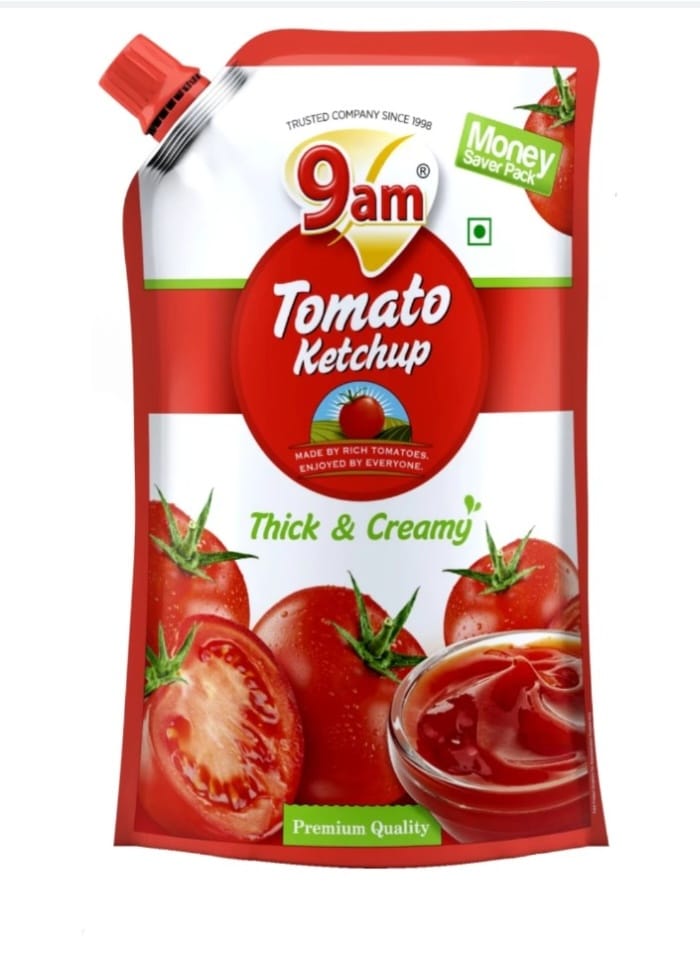 TRUSTED COMPANY SINCE 1998
9am®
Money
Saver Pack
Tomato
Ketchup
MADE BY RICH TOMATOES.
ENJOYED BY EVERYONE.
Thick & Creamy
Premium Quality